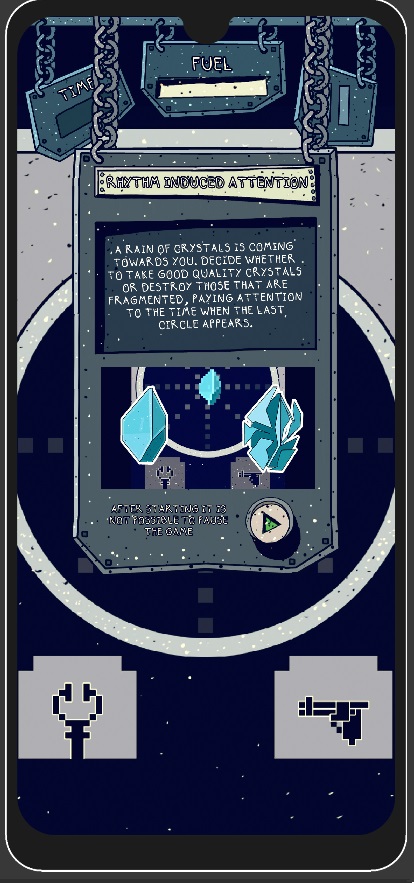 TIME
FUEL
RHYTHM INDUCED ATTENTION
A RAIN OF CRYSTALS IS COMING
TOWARDS YOU. DECIDE WHETHER
TO TAKE GOOD QUALITY CRYSTALS
OR DESTROY THOSE THAT ARE
FRAGMENTED, PAYING ATTENTION
TO THE TIME WHEN THE LAST
CIRCLE APPEARS.
AFTER STARTING IT IS
NOT POSSIBLE TO PAUSE
THE GAME